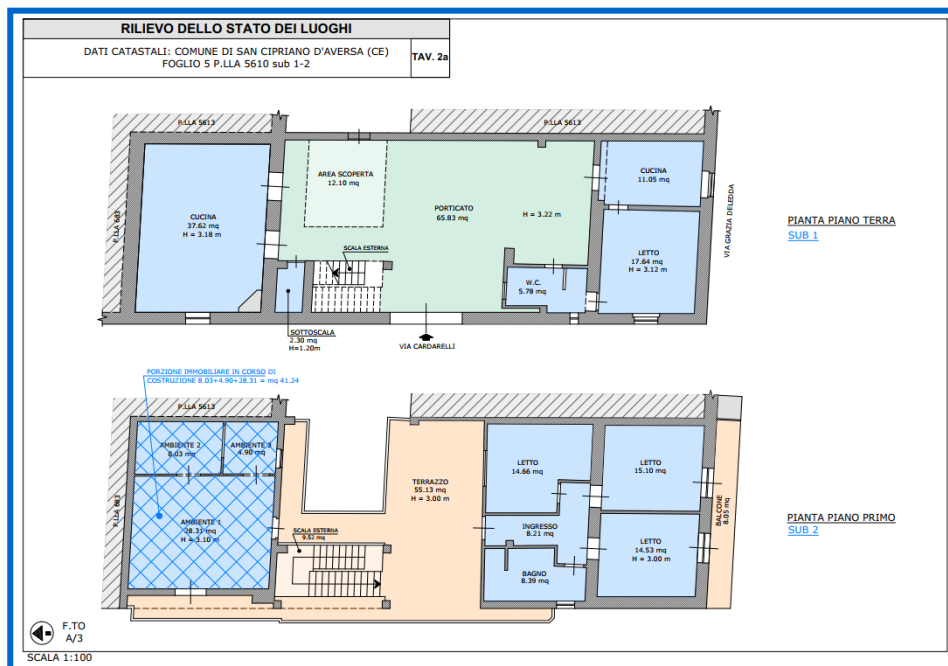 RILIEVO DELLO STATO DEI LUOGHI
DATI CATASTALI: COMUNE DI SAN CIPRIANO D'AVERSA (CE)
FOGLIO 5 P.LLA 5610 sub 1-2
TAV. 2a
P.LLA 5613
P.LLA 5613
P.LLA 683
CUCINA
37.62 mq
H = 3.18 m
AREA SCOPERTA
12.10 mq
PORTICATO
65.83 mq
H = 3.22 m
CUCINA
11.05 mq
LETTO
17.64 mq
H = 3.12 m
W.C.
5.78 mq
SCALA ESTERNA
SOTTOSCALA
2.30 mq
H=1.20m
VIA CARDARELLI
VIA GRAZIA DELEDDA
PIANTA PIANO TERRA
SUB 1
PORZIONE IMMOBILIARE IN CORSO DI
COSTRUZIONE 8.03+4.90+28.31 = mq 41.24
P.LLA 5613
P.LLA 683
AMBIENTE 2
8.03 mq
AMBIENTE 3
4.90 mq
AMBIENTE 1
28.31 mq
H = 3.10 m
TERRAZZO
55.13 mq
H = 3.00 m
SCALA ESTERNA
9.52 mq
LETTO
14.66 mq
INGRESSO
8.21 mq
BAGNO
8.39 mq
LETTO
15.10 mq
LETTO
14.53 mq
H = 3.00 m
BALCONE
8.05 mq
PIANTA PIANO PRIMO
SUB 2
F.TO
A/3
SCALA 1:100